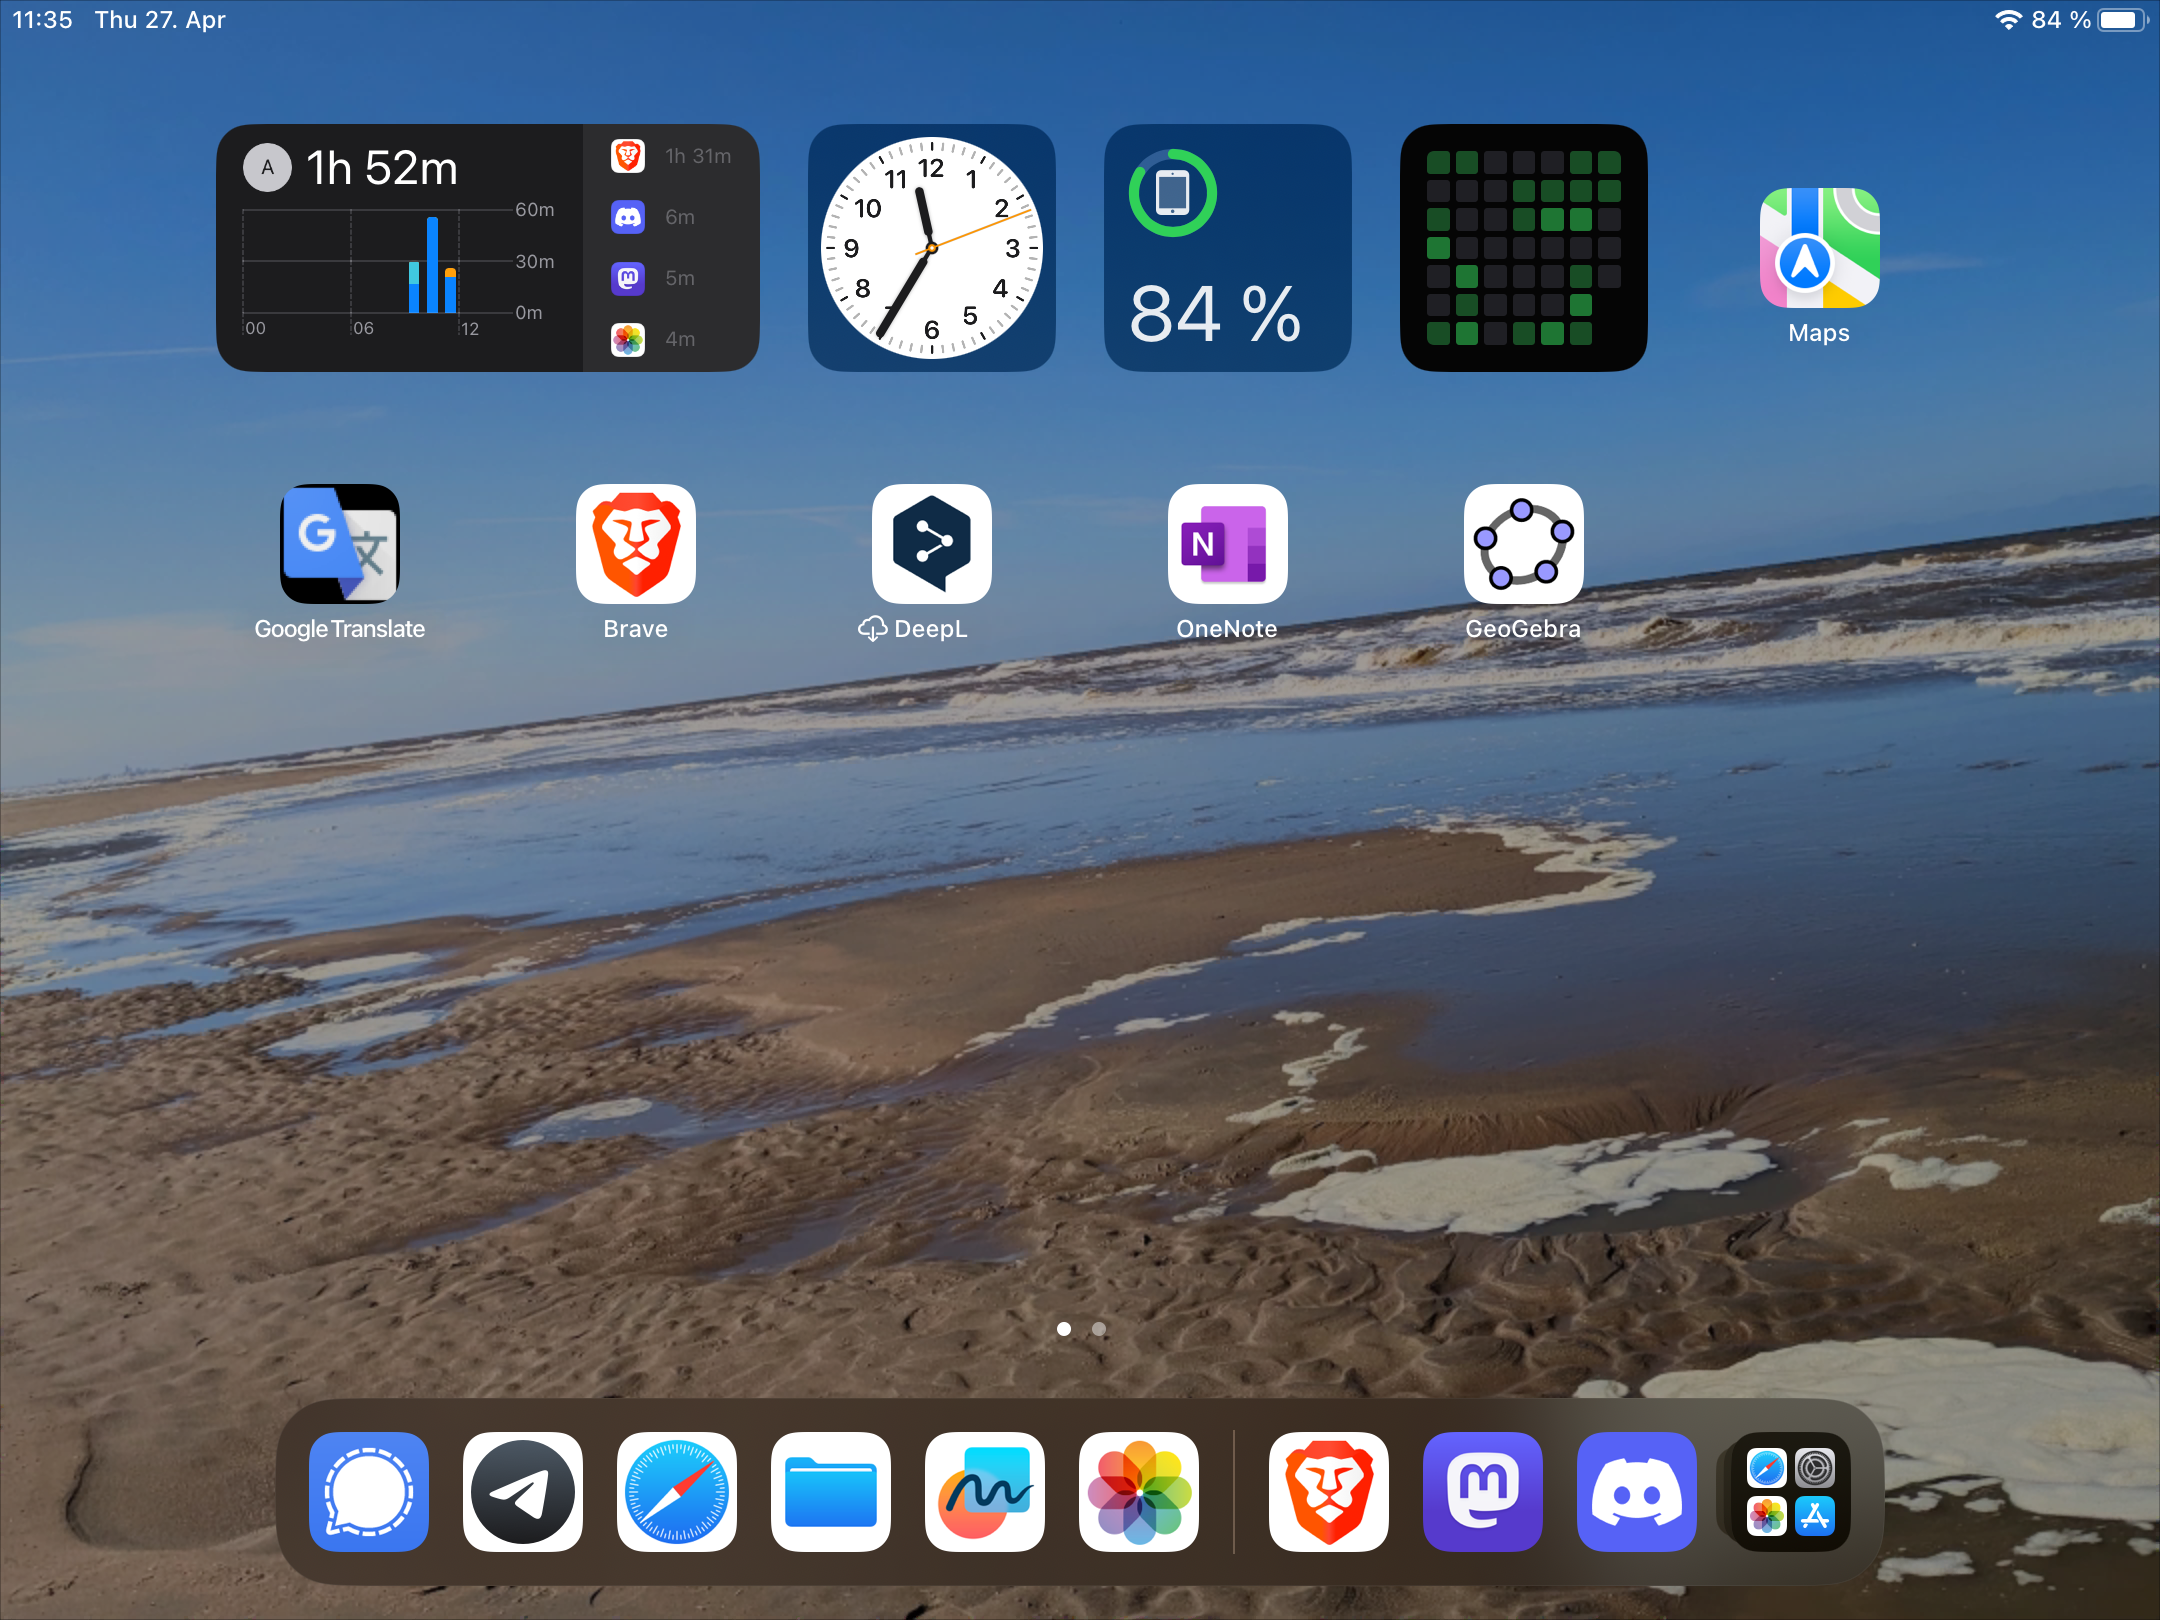 11:35 Thu 27. Apr
84 %
A
1h 52m
60m
30m
0m
00 06 12
1h 31m
6m
5m
4m
12
1
2
3
4
5
6
8
9
10
11
84 %
Maps
G 文
Google Translate
Brave
DeepL
N
OneNote
GeoGebra